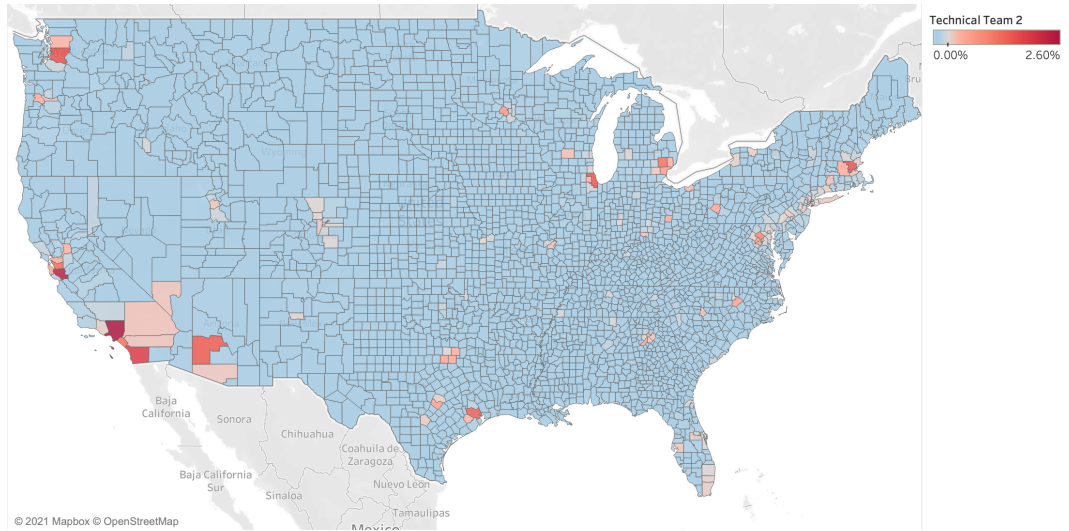 Technical Team 2
0.00%
2.60%
Baja
California
Sonora
Chihuahua
Coahuila de
Zaragoza
Baja California
Sur
Sinaloa
Nuevo León
Tamaulipas
Mexico
© 2021 Mapbox © OpenStreetMap